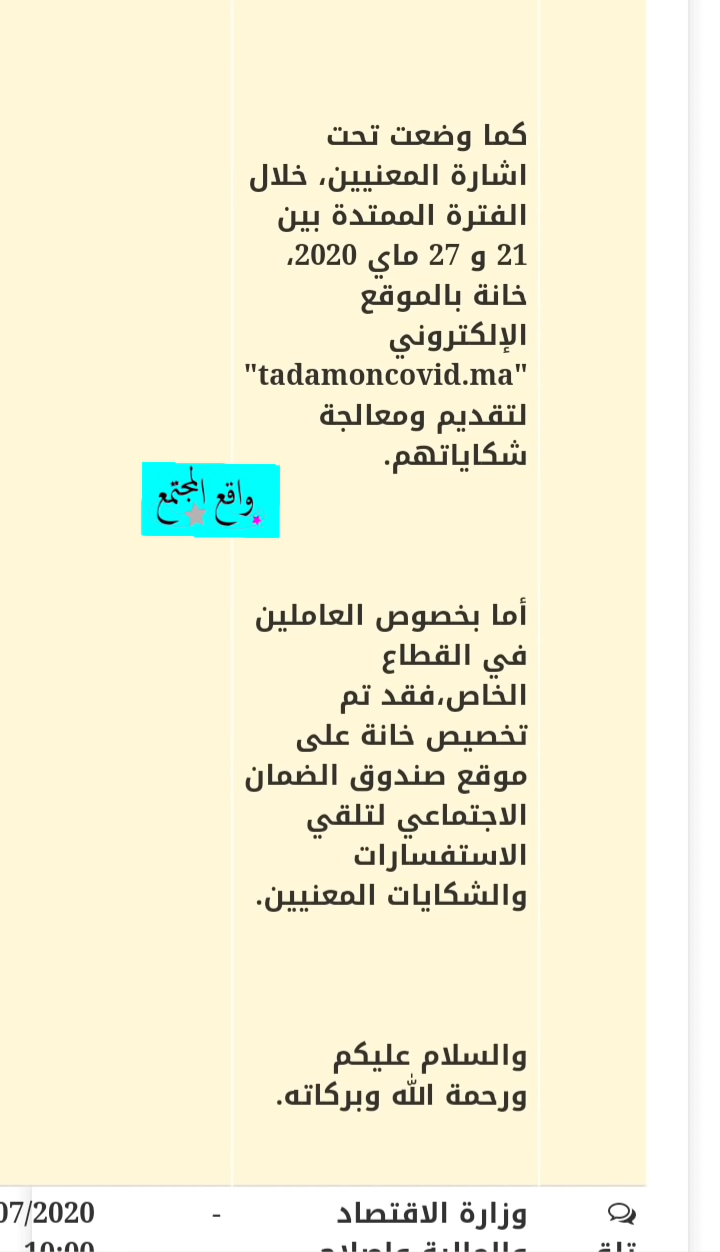 كما وضعت تحت
اشارة المعنيين، خلال
الفترة الممتدة بين
21 و 27 ماي 2020،
خانة بالموقع
الإلكتروني
"tadamoncovid.ma"
لتقديم ومعالجة
شكاياتهم.
واقع المجتمع
أما بخصوص العاملين
في القطاع
الخاص،فقد تم
تخصيص خانة على
موقع صندوق الضمان
الاجتماعي لتلقي
الاستفسارات
والشكايات المعنيين.
والسلام عليكم
ورحمة الله وبركاته.
وزارة الاقتصاد - 07/2020